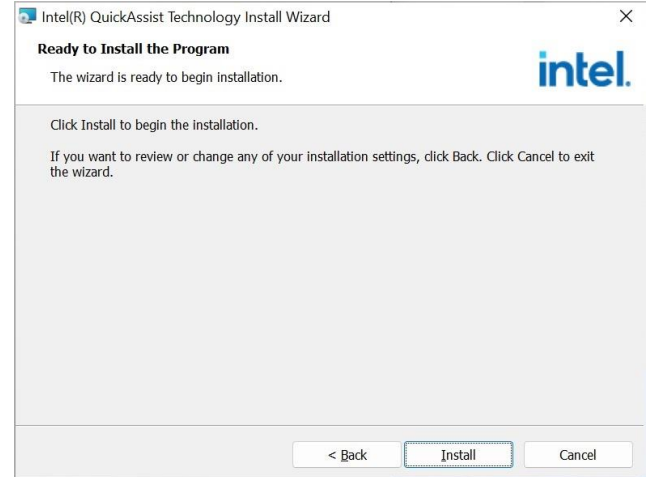 Intel(R) QuickAssist Technology Install Wizard
Ready to Install the Program
The wizard is ready to begin installation.
intel.
Click Install to begin the installation.
If you want to review or change any of your installation settings, click Back. Click Cancel to exit
the wizard.
< Back
Install
Cancel